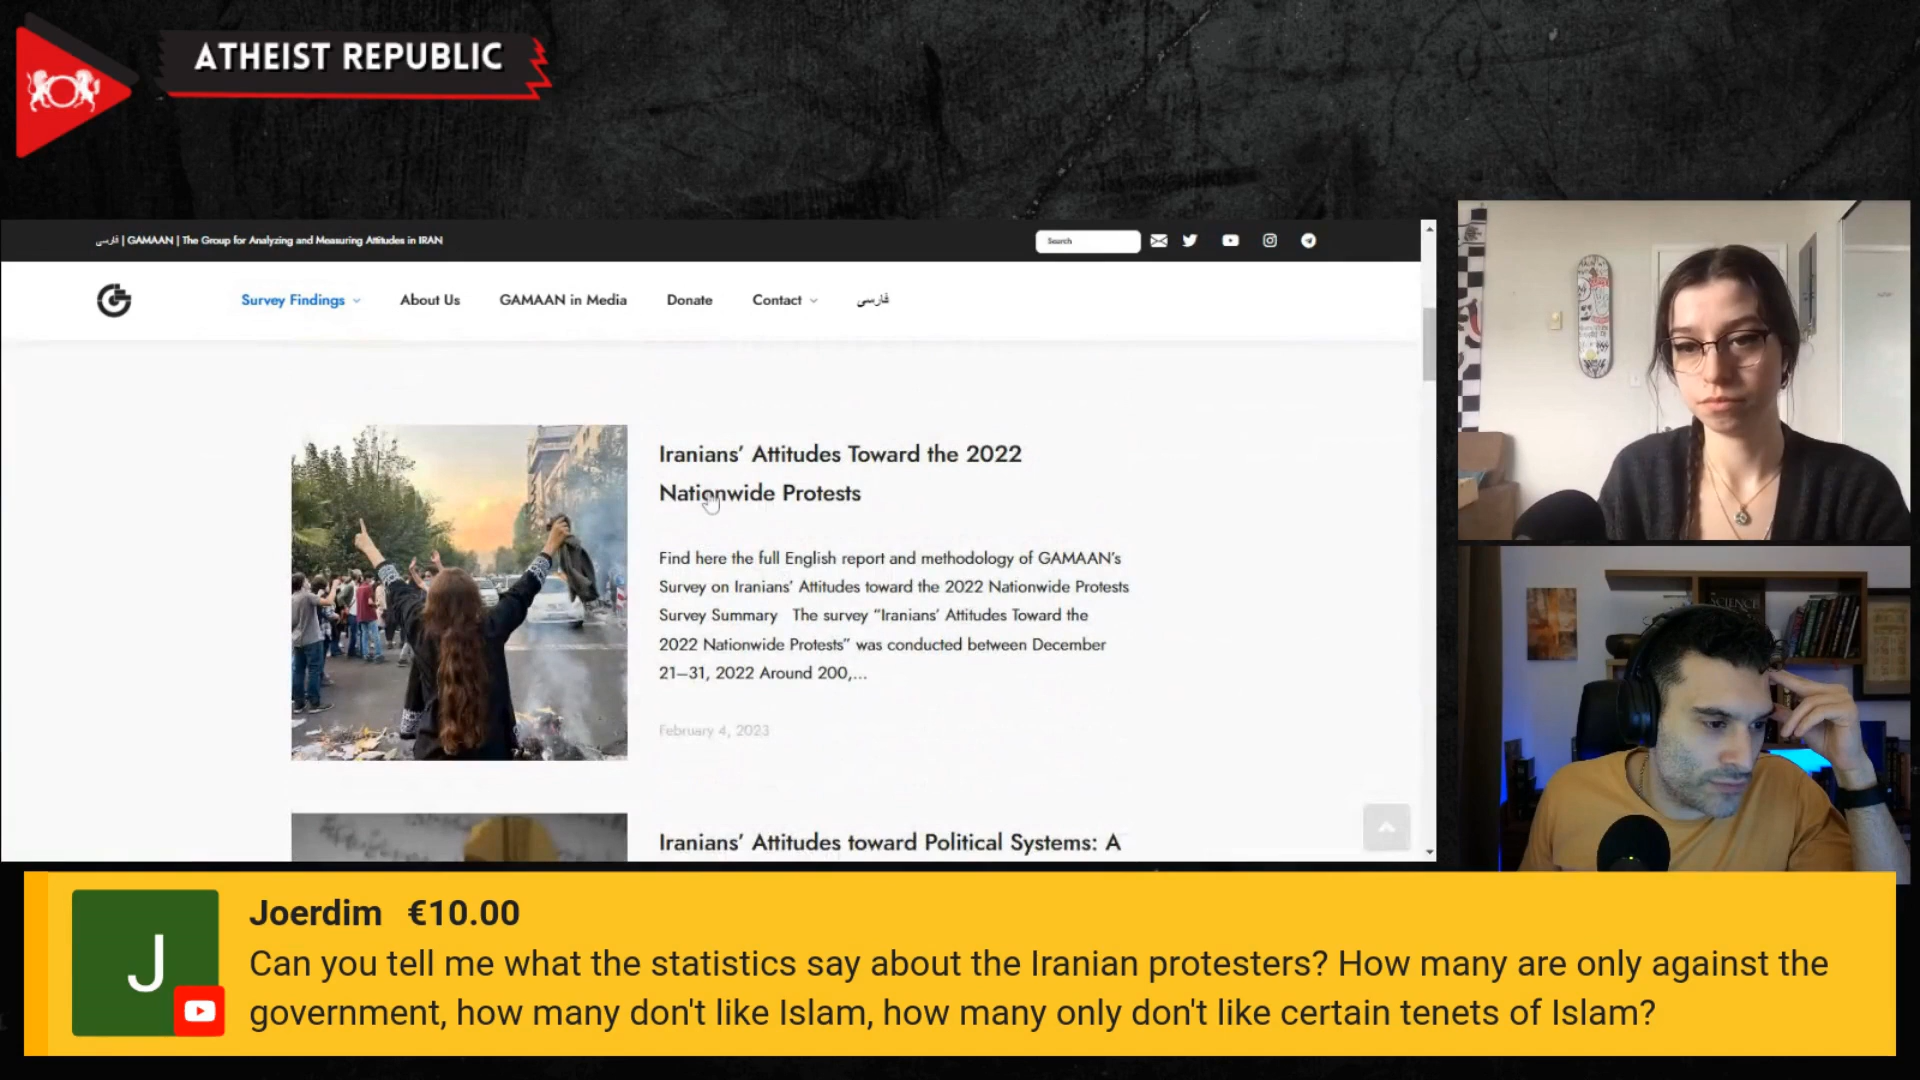 ATHEIST REPUBLIC
فارسی | GAMAAN | The Group for Analyzing and Measuring Attitudes in IRAN
Search
Survey Findings
About Us
GAMAAN in Media
Donate
Contact
فارسی
Iranians’ Attitudes Toward the 2022
Nationwide Protests
Find here the full English report and methodology of GAMAAN’s
Survey on Iranians’ Attitudes toward the 2022 Nationwide Protests
Survey Summary The survey “Iranians’ Attitudes Toward the
2022 Nationwide Protests” was conducted between December
21–31, 2022 Around 200,...
February 4, 2023
Iranians’ Attitudes toward Political Systems: A
SCIENCE
J
Joerdim €10.00
Can you tell me what the statistics say about the Iranian protesters? How many are only against the
government, how many don't like Islam, how many only don't like certain tenets of Islam?